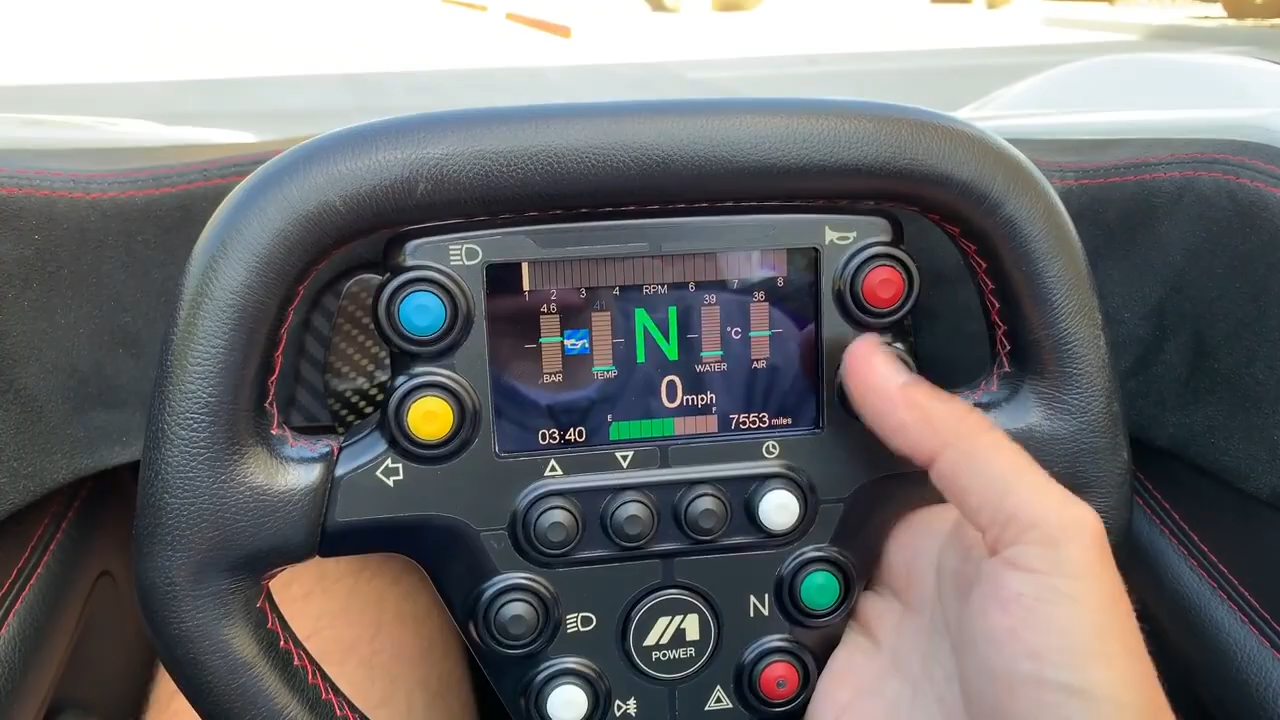 1 2 3 4 RPM 6 7 8
4.6 41 N 39 36
°C
BAR TEMP WATER AIR
0mph
E F
03:40 7553 miles
N
POWER